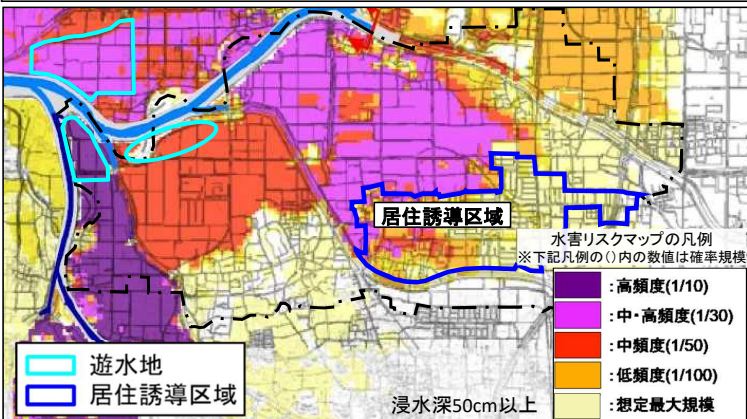 居住誘導区域
水害リスクマップの凡例
※下記凡例の()内の数値は確率規模
:高頻度(1/10)
:中・高頻度(1/30)
:中頻度(1/50)
:低頻度(1/100)
:想定最大規模
遊水地
居住誘導区域
浸水深50cm以上